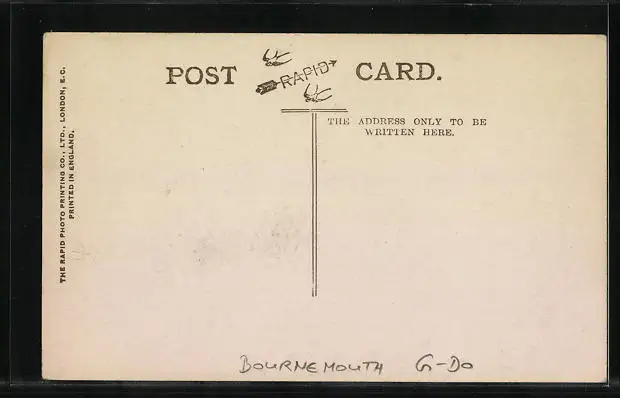 POST RAPID CARD.
THE ADDRESS ONLY TO BE
WRITTEN HERE.
THE RAPID PHOTO PRINTING CO., LTD., LONDON, E.C.
PRINTED IN ENGLAND.
BOURNEMOUTH G-DO